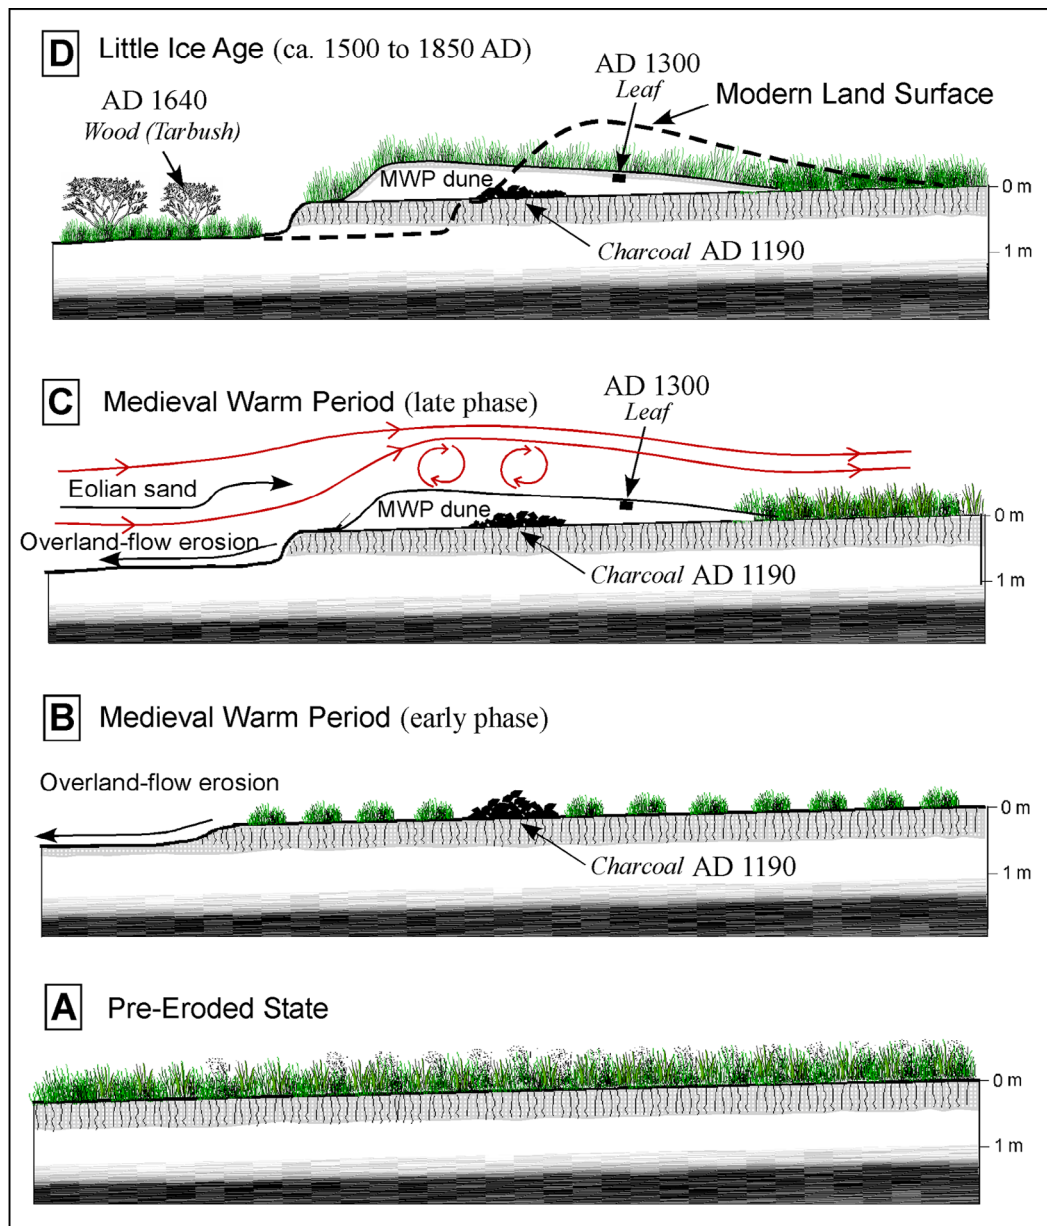 D Little Ice Age (ca. 1500 to 1850 AD)
AD 1640
Wood (Tarbush)
AD 1300
Leaf
Modern Land Surface
MWP dune
0 m
Charcoal AD 1190
1 m
C Medieval Warm Period (late phase)
AD 1300
Leaf
Eolian sand
MWP dune
0 m
Overland-flow erosion
Charcoal AD 1190
1 m
B Medieval Warm Period (early phase)
Overland-flow erosion
0 m
Charcoal AD 1190
1 m
A Pre-Eroded State
0 m
1 m